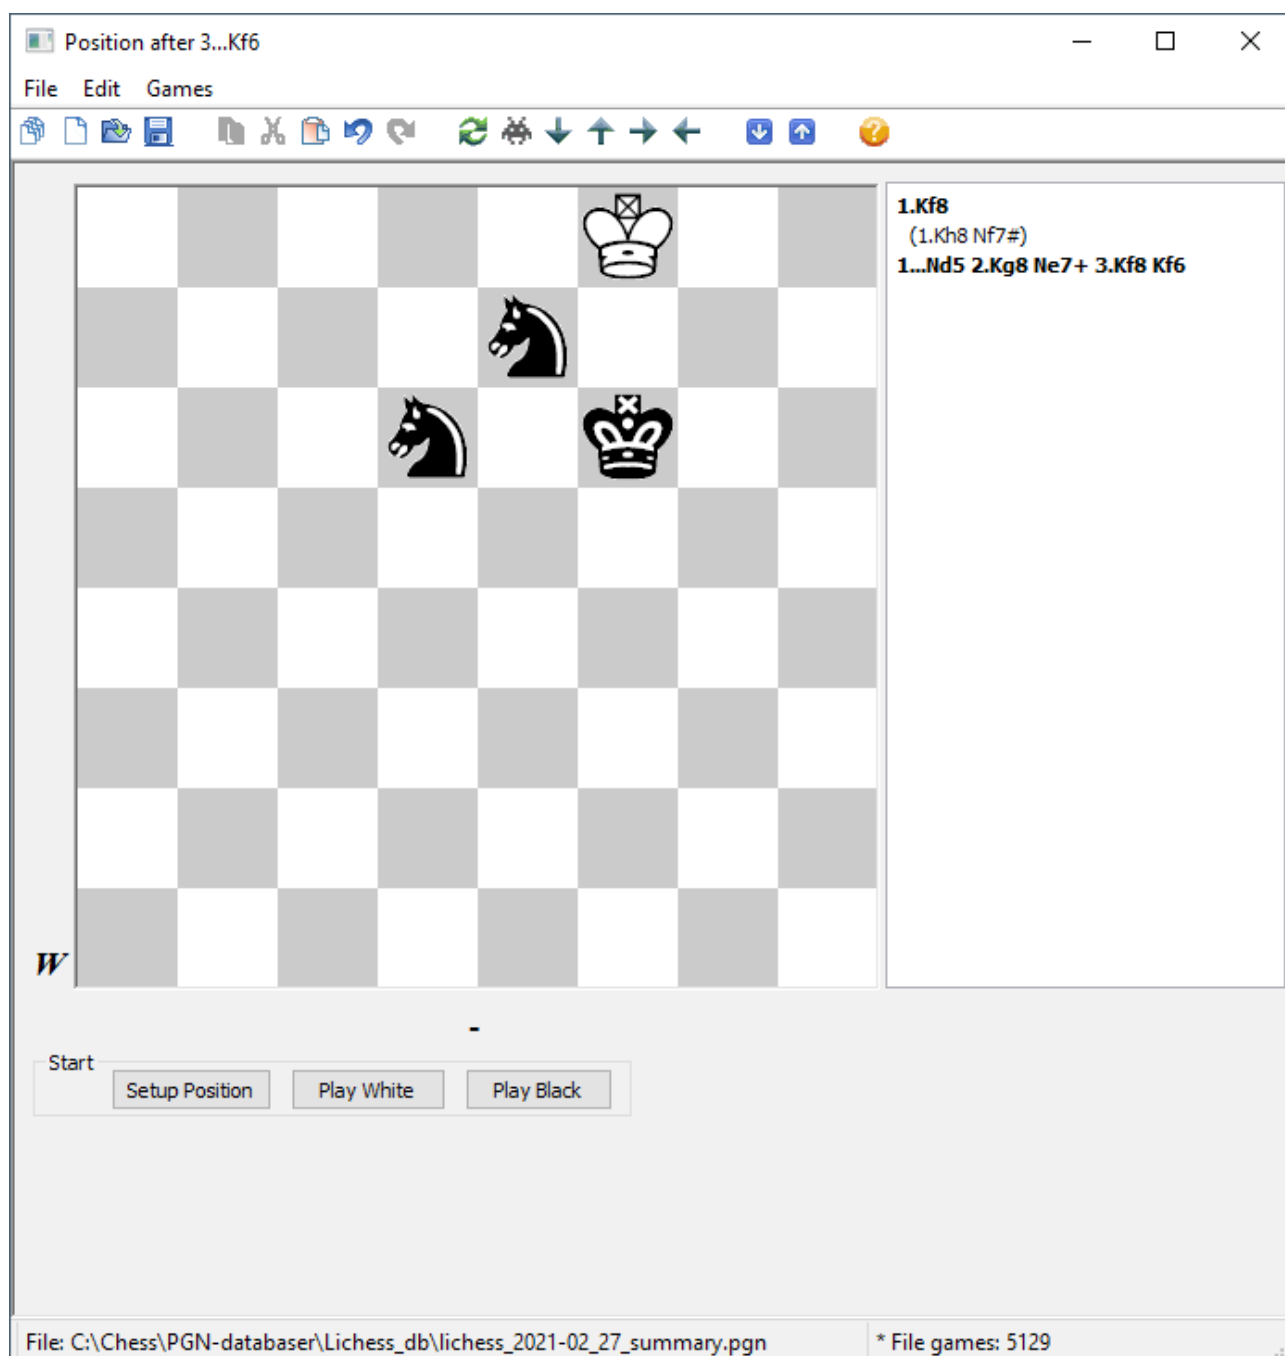 Position after 3...Kf6
File Edit Games
1.Kf8
(1.Kh8 Nf7#)
1...Nd5 2.Kg8 Ne7+ 3.Kf8 Kf6
W
-
Start
Setup Position Play White Play Black
File: C:\Chess\PGN-databaser\Lichess_db\lichess_2021-02_27_summary.pgn * File games: 5129